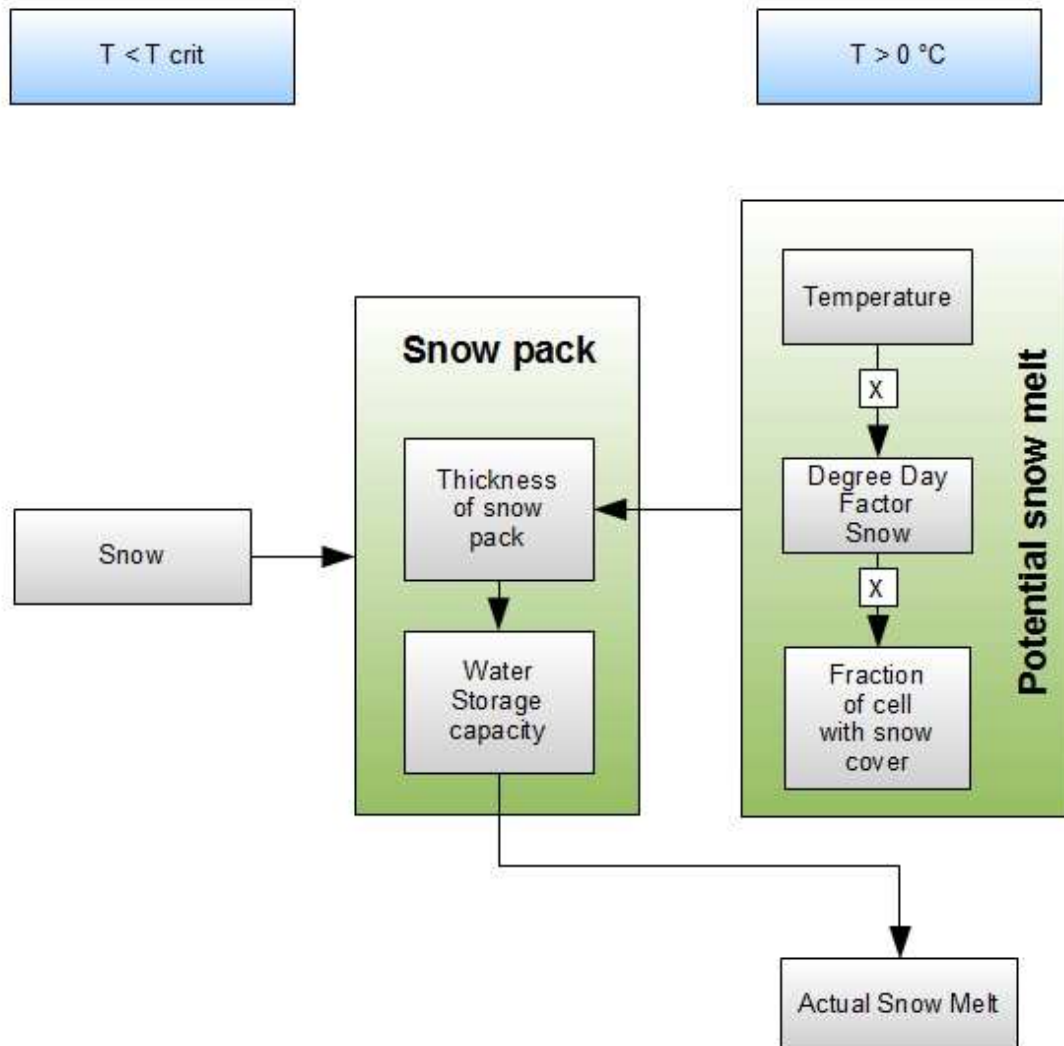 T < T crit
T > 0 °C
Temperature
X
Degree Day
Factor
Snow
X
Fraction
of cell
with snow
cover
Potential snow melt
Snow pack
Thickness
of snow
pack
Water
Storage
capacity
Snow
Actual Snow Melt